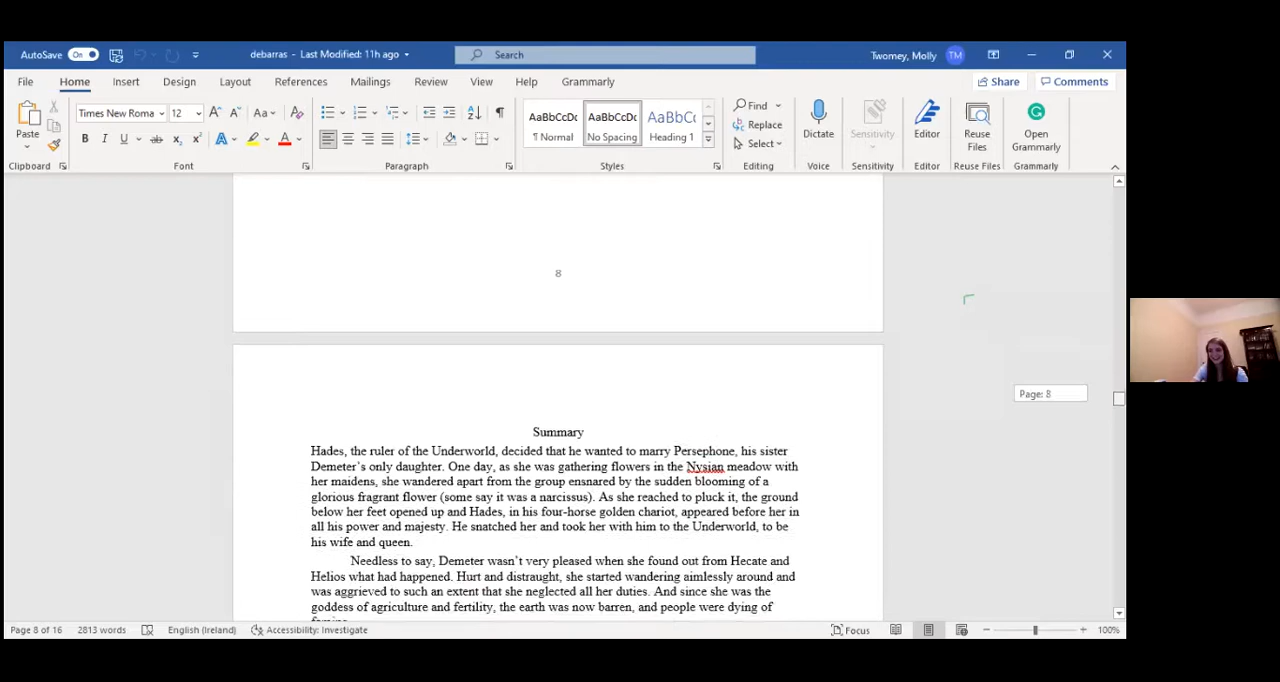 AutoSave On debarras - Last Modified: 11h ago Search Twomey, Molly TM
File Home Insert Design Layout References Mailings Review View Help Grammarly Share Comments
Times New Roma 12 Aa AaBbCcDc AaBbCcDc AaBbCc Find
Paste B I U ab x₂ x² A A ¶ Normal No Spacing Heading 1 Replace Select Dictate Sensitivity Editor Reuse Files Open Grammarly
Clipboard Font Paragraph Styles Editing Voice Sensitivity Editor Reuse Files Grammarly
8
Page: 8
Summary
Hades, the ruler of the Underworld, decided that he wanted to marry Persephone, his sister
Demeter's only daughter. One day, as she was gathering flowers in the Nysian meadow with
her maidens, she wandered apart from the group ensnared by the sudden blooming of a
glorious fragrant flower (some say it was a narcissus). As she reached to pluck it, the ground
below her feet opened up and Hades, in his four-horse golden chariot, appeared before her in
all his power and majesty. He snatched her and took her with him to the Underworld, to be
his wife and queen.
Needless to say, Demeter wasn't very pleased when she found out from Hecate and
Helios what had happened. Hurt and distraught, she started wandering aimlessly around and
was aggrieved to such an extent that she neglected all her duties. And since she was the
goddess of agriculture and fertility, the earth was now barren, and people were dying of
famine.
Page 8 of 16 2813 words English (Ireland) Accessibility: Investigate Focus 100%